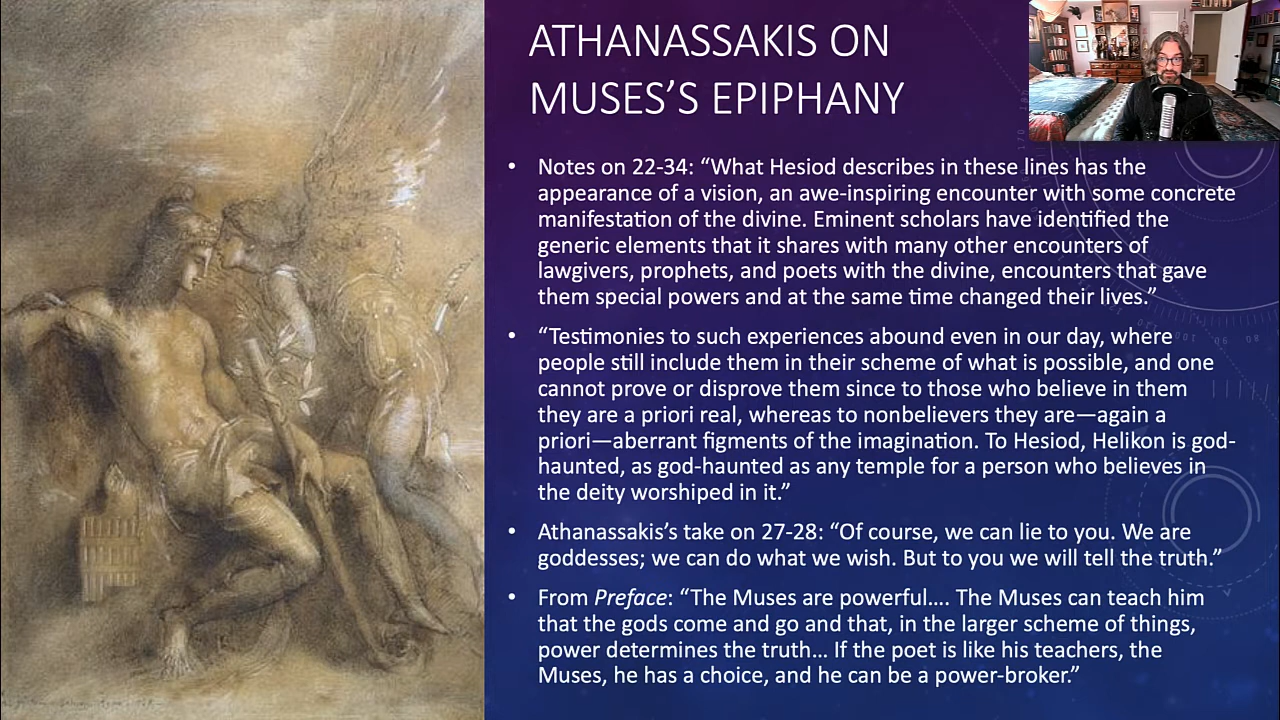 ATHANASSAKIS ON
MUSES’S EPIPHANY
• Notes on 22-34: “What Hesiod describes in these lines has the
appearance of a vision, an awe-inspiring encounter with some concrete
manifestation of the divine. Eminent scholars have identified the
generic elements that it shares with many other encounters of
lawgivers, prophets, and poets with the divine, encounters that gave
them special powers and at the same time changed their lives.”
• “Testimonies to such experiences abound even in our day, where
people still include them in their scheme of what is possible, and one
cannot prove or disprove them since to those who believe in them
they are a priori real, whereas to nonbelievers they are—again a
priori—aberrant figments of the imagination. To Hesiod, Helikon is god-
haunted, as god-haunted as any temple for a person who believes in
the deity worshiped in it.”
• Athanassakis’s take on 27-28: “Of course, we can lie to you. We are
goddesses; we can do what we wish. But to you we will tell the truth.”
• From Preface: “The Muses are powerful…. The Muses can teach him
that the gods come and go and that, in the larger scheme of things,
power determines the truth… If the poet is like his teachers, the
Muses, he has a choice, and he can be a power-broker.”